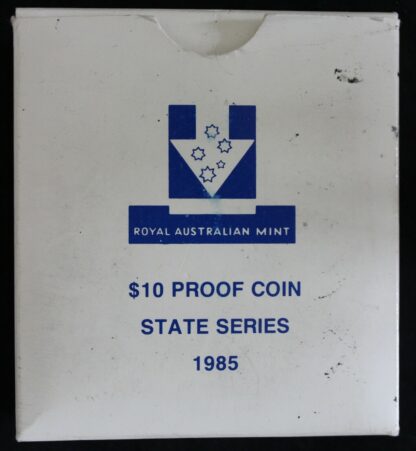 ROYAL AUSTRALIAN MINT
$10 PROOF COIN
STATE SERIES
1985